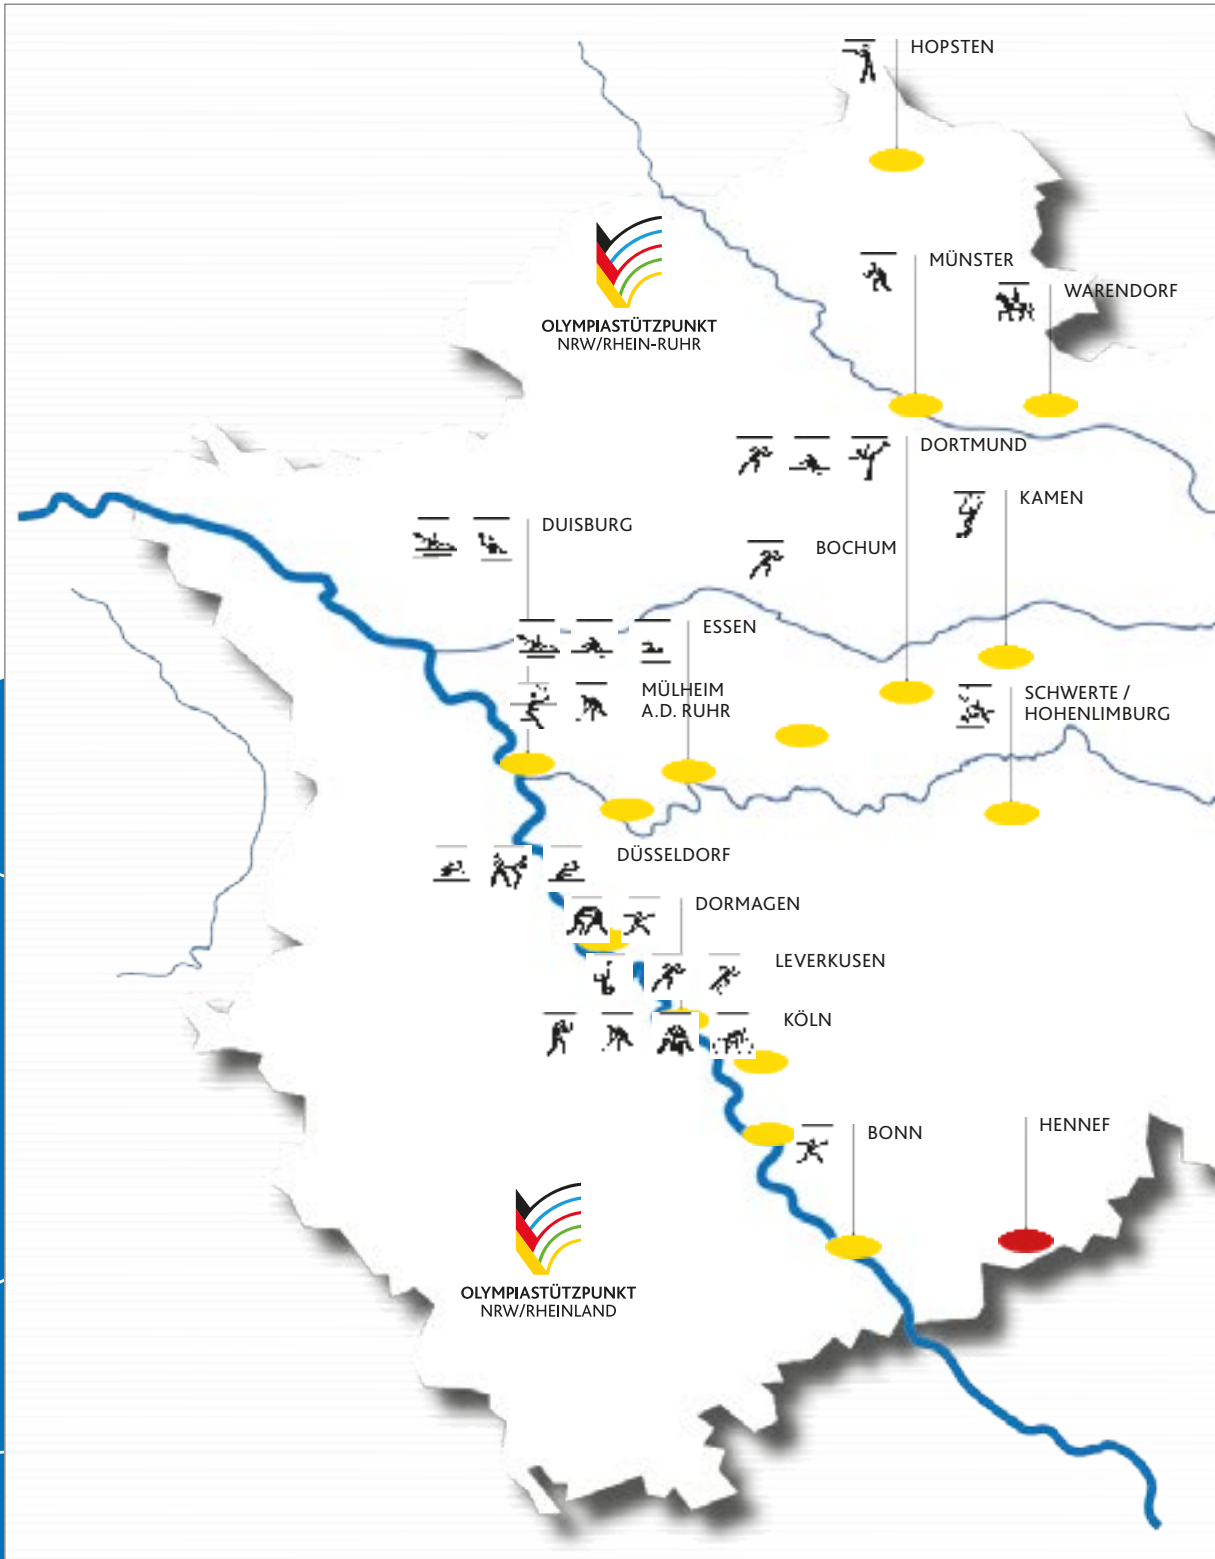 HOPSTEN
MÜNSTER
WARENDORF
OLYMPIASTÜTZPUNKT
NRW/RHEIN-RUHR
DORTMUND
KAMEN
DUISBURG
BOCHUM
ESSEN
MÜLHEIM
A.D. RUHR
SCHWERTE /
HOHENLIMBURG
DÜSSELDORF
DORMAGEN
LEVERKUSEN
KÖLN
BONN
HENNEF
OLYMPIASTÜTZPUNKT
NRW/RHEINLAND